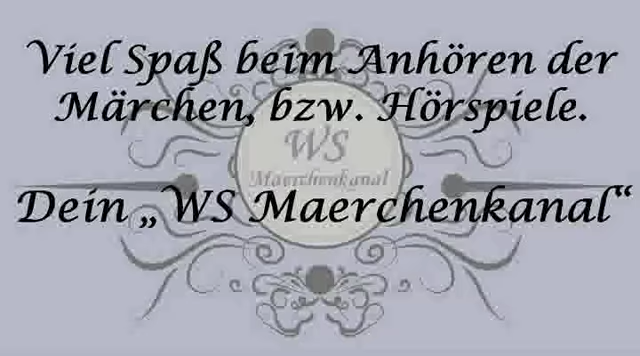 Viel Spaß beim Anhören der
Märchen, bzw. Hörspiele.
WS
Maerchenkanal
Dein „WS Maerchenkanal“